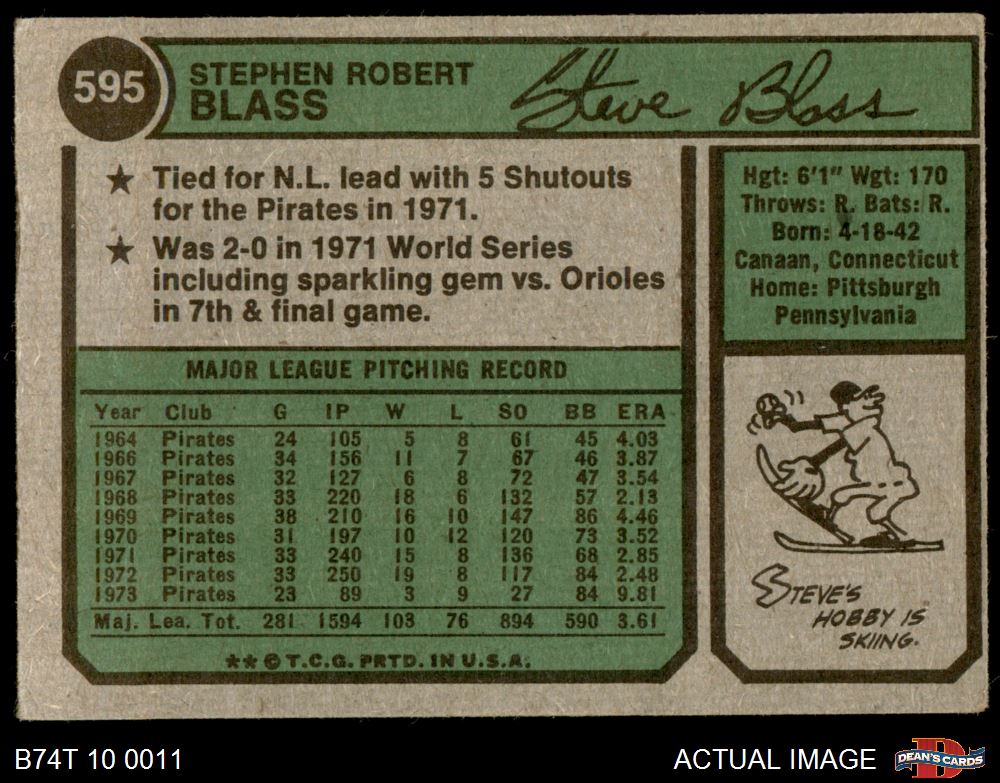 595
STEPHEN ROBERT
BLASS
Steve Blass
★ Tied for N.L. lead with 5 Shutouts
for the Pirates in 1971.
★ Was 2-0 in 1971 World Series
including sparkling gem vs. Orioles
in 7th & final game.
Hgt: 6'1" Wgt: 170
Throws: R. Bats: R.
Born: 4-18-42
Canaan, Connecticut
Home: Pittsburgh
Pennsylvania
MAJOR LEAGUE PITCHING RECORD
Year Club G IP W L SO BB ERA
1964 Pirates 24 105 5 8 61 45 4.03
1966 Pirates 34 156 11 7 67 46 3.87
1967 Pirates 32 127 6 8 72 47 3.54
1968 Pirates 33 220 18 6 132 57 2.13
1969 Pirates 38 210 16 10 147 86 4.46
1970 Pirates 31 197 10 12 120 73 3.52
1971 Pirates 33 240 15 8 136 68 2.85
1972 Pirates 33 250 19 8 117 84 2.48
1973 Pirates 23 89 3 9 27 84 9.81
Maj. Lea. Tot. 281 1594 103 76 894 590 3.61
★★ © T.C.G. PRTD. IN U.S.A.
STEVE'S
HOBBY IS
SKIING.
B74T 10 0011
ACTUAL IMAGE
D
DEAN'S CARDS